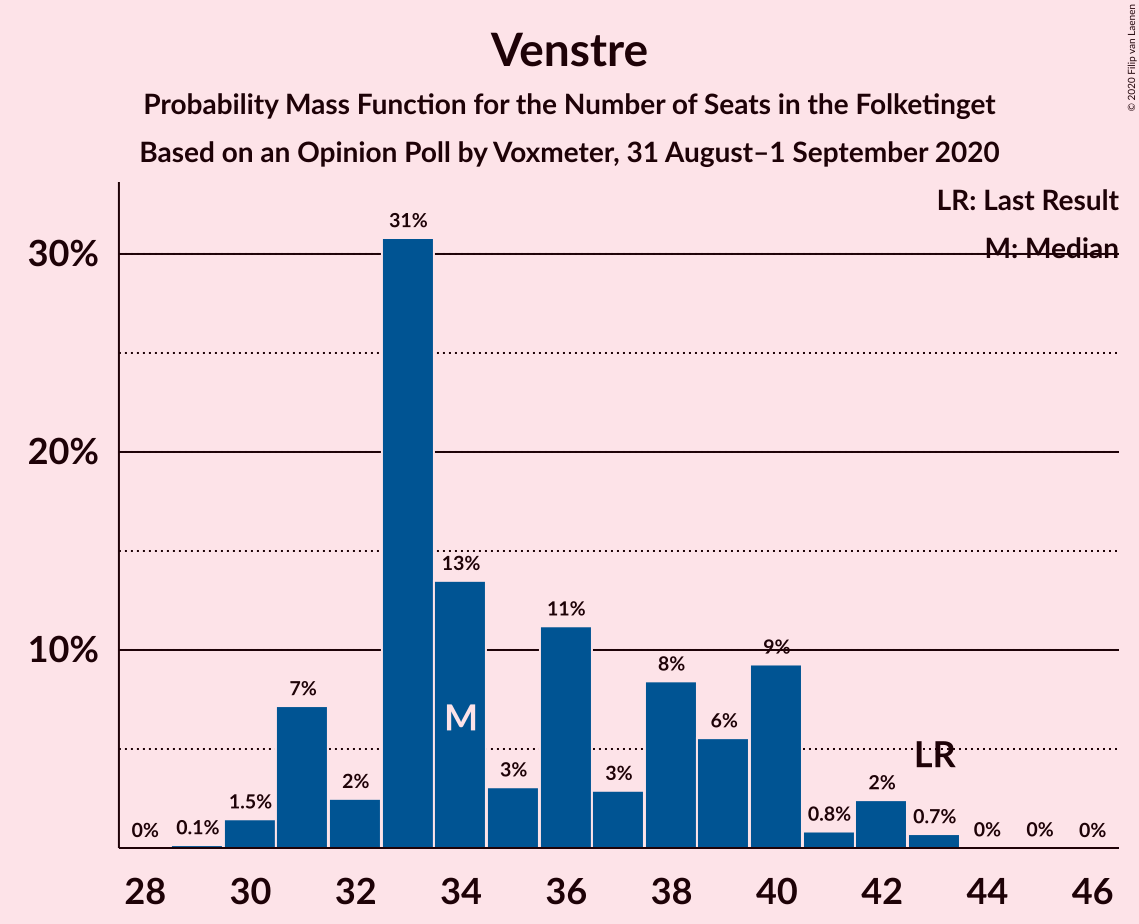 Venstre
Probability Mass Function for the Number of Seats in the Folketinget
Based on an Opinion Poll by Voxmeter, 31 August–1 September 2020
© 2020 Filip van Laenen
LR: Last Result
M: Median
30%
20%
10%
0%
0.1%
1.5%
7%
2%
31%
13%
3%
11%
3%
8%
6%
9%
0.8%
2%
0.7%
0%
0%
0%
M
LR
28 30 32 34 36 38 40 42 44 46